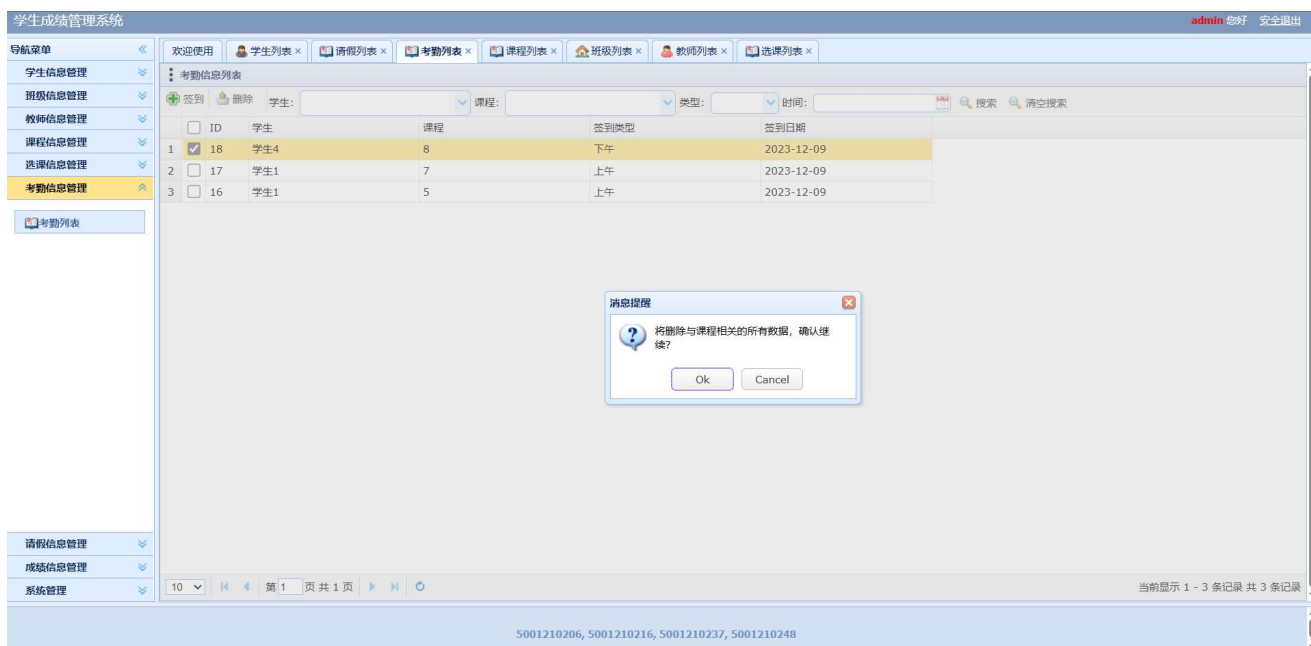 学生成绩管理系统 admin 您好 安全退出
导航菜单
学生信息管理
班级信息管理
教师信息管理
课程信息管理
选课信息管理
考勤信息管理
考勤列表
请假信息管理
成绩信息管理
系统管理
欢迎使用 学生列表 请假列表 考勤列表 课程列表 班级列表 教师列表 选课列表
考勤信息列表
签到 删除 学生: 课程: 类型: 时间: 搜索 清空搜索
ID 学生 课程 签到类型 签到日期
1 18 学生4 8 下午 2023-12-09
2 17 学生1 7 上午 2023-12-09
3 16 学生1 5 上午 2023-12-09
消息提醒
将删除与课程相关的所有数据，确认继
续?
Ok Cancel
10 第 1 页 共 1 页 当前显示 1 - 3 条记录 共 3 条记录
5001210206, 5001210216, 5001210237, 5001210248